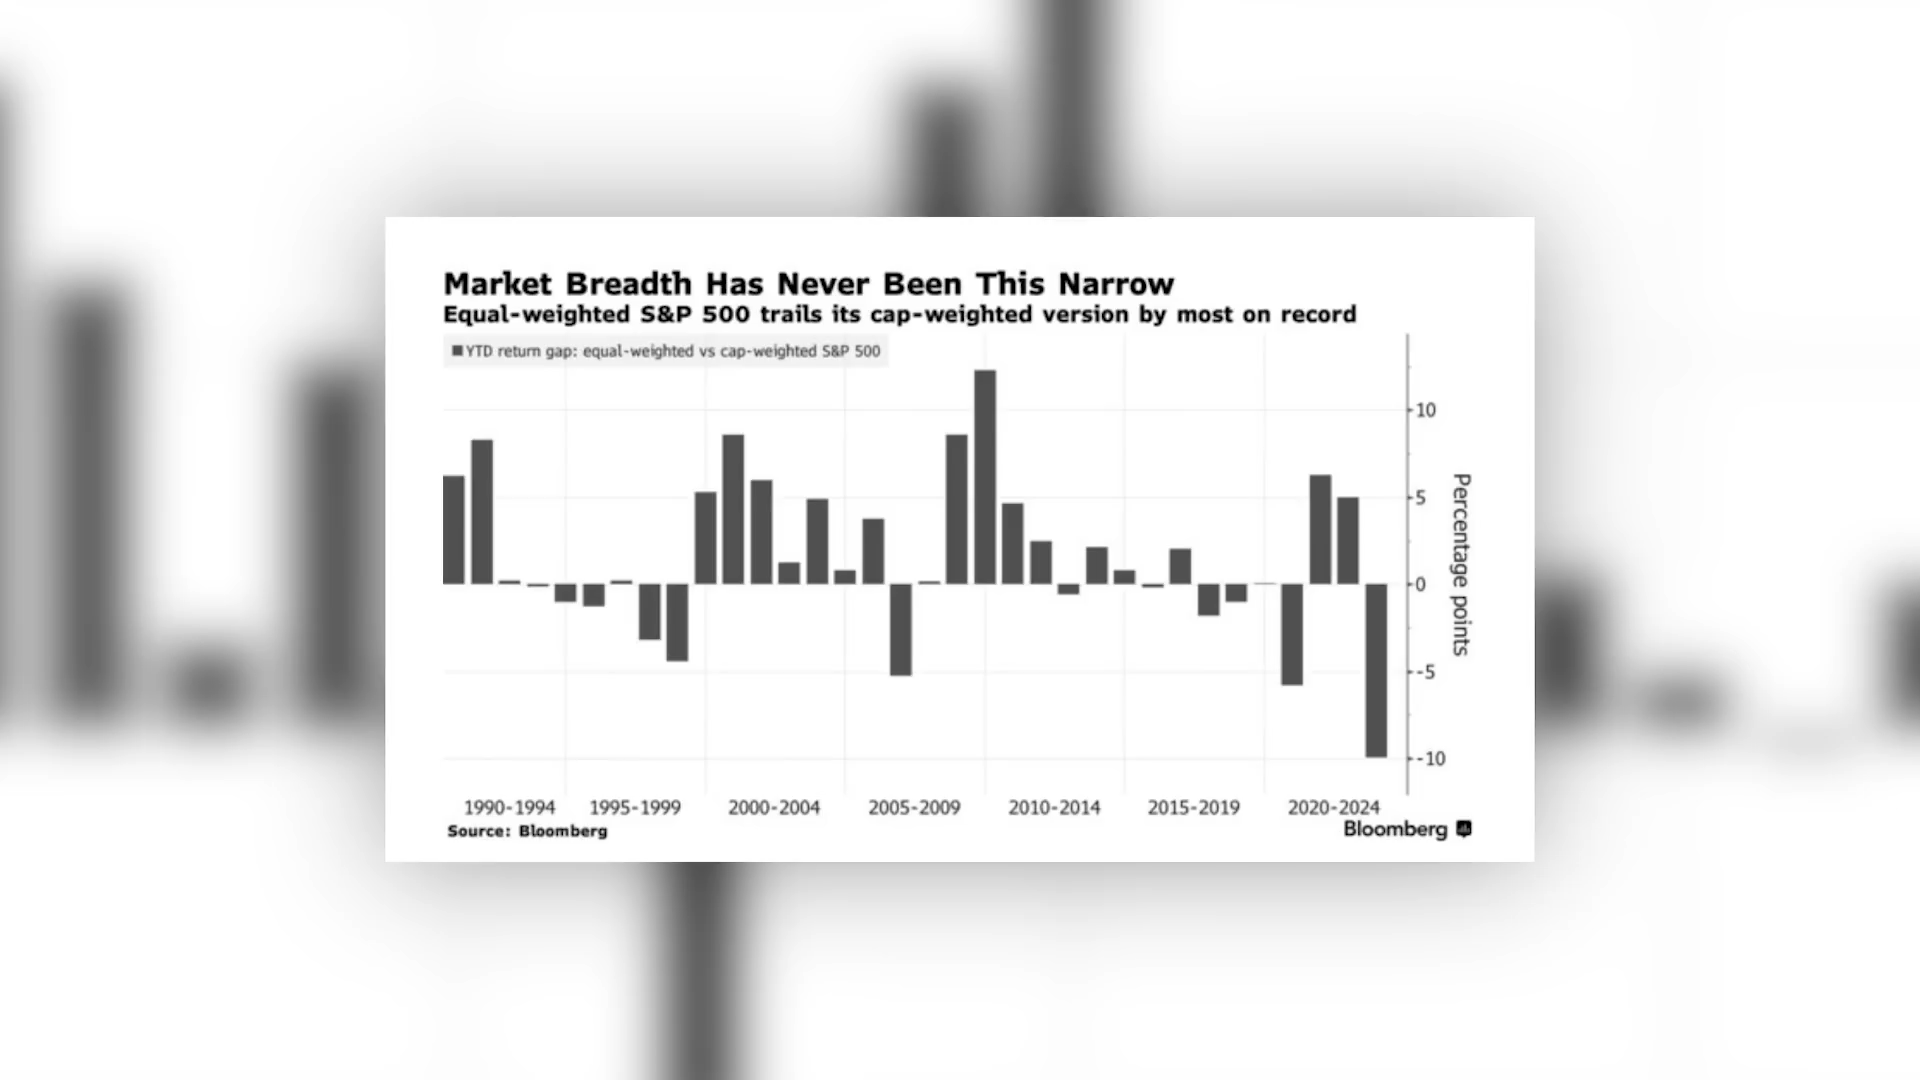 Market Breadth Has Never Been This Narrow
Equal-weighted S&P 500 trails its cap-weighted version by most on record
YTD return gap: equal-weighted vs cap-weighted S&P 500
10
5
0
-5
-10
Percentage points
1990-1994 1995-1999 2000-2004 2005-2009 2010-2014 2015-2019 2020-2024
Source: Bloomberg
Bloomberg